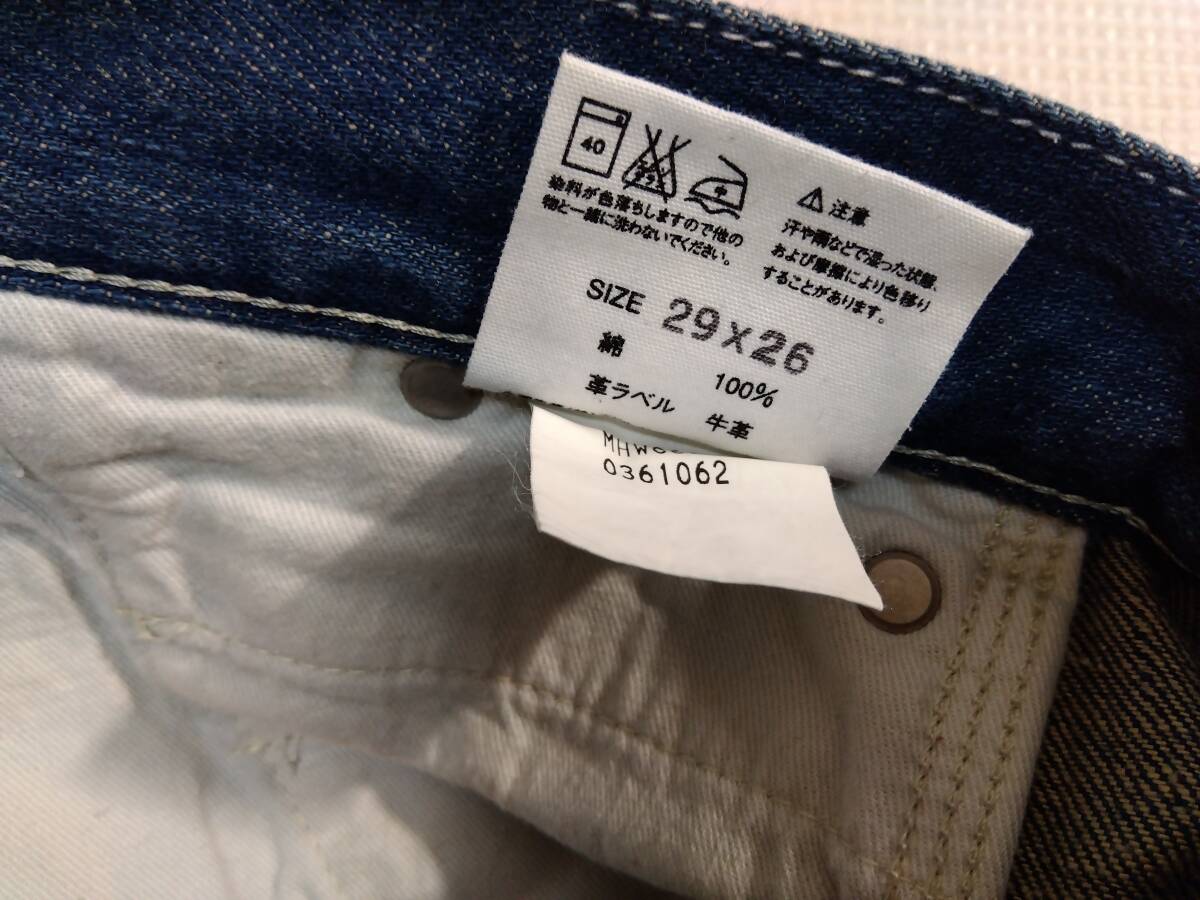 40
中
染料が色落ちしますので他の
物と一緒に洗わないでください。
⚠ 注意
汗や雨などで湿った状態、
および摩擦により色移り
することがあります。
SIZE 29X26
綿 100%
革ラベル 牛革
0361062